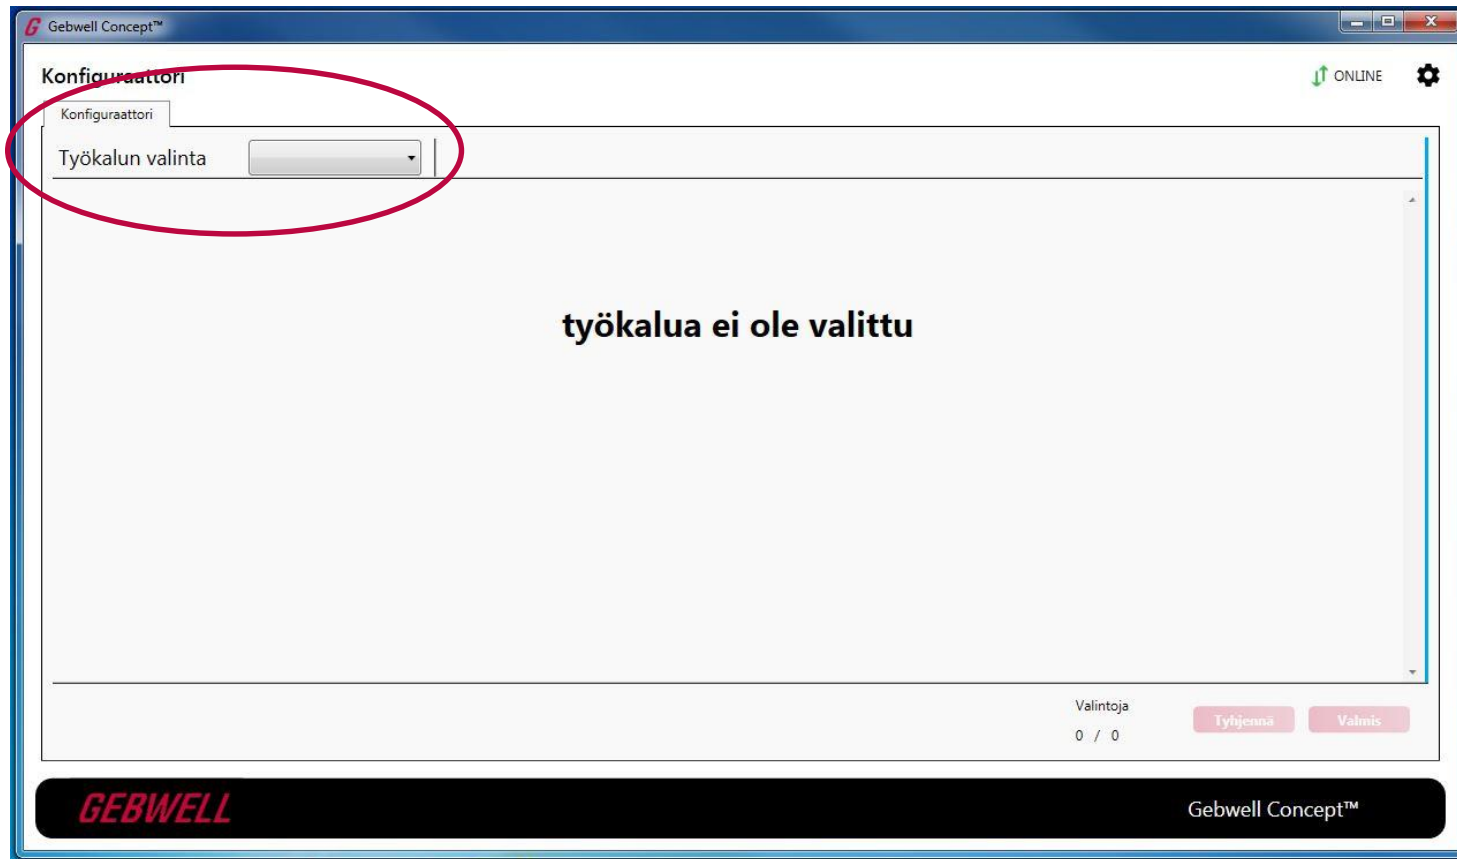 Gebwell Concept™
Konfiguraattori
ONLINE
Konfiguraattori
Työkalun valinta
työkalua ei ole valittu
Valintoja
0 / 0
Tyhjennä
Valmis
GEBWELL
Gebwell Concept™